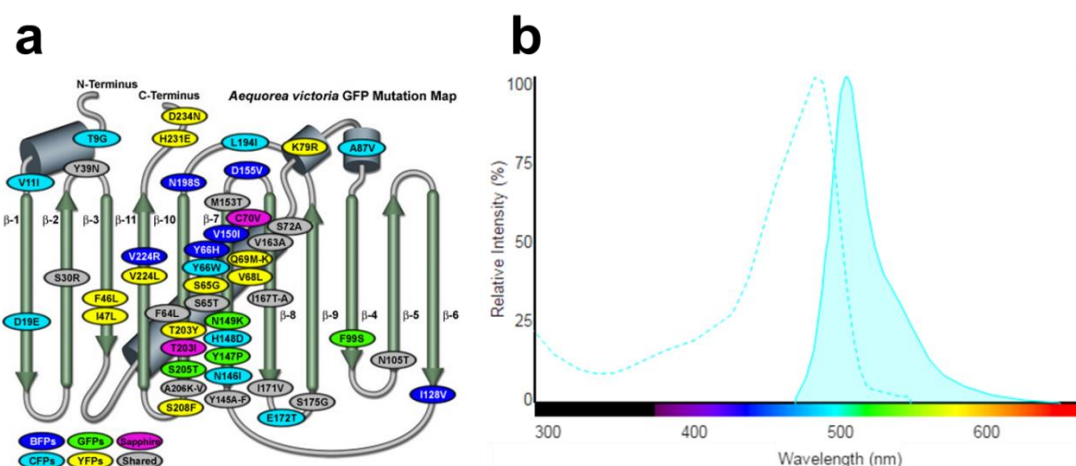 a
N-Terminus
C-Terminus
Aequorea victoria GFP Mutation Map
D234N
T9G
H231E
L194I
K79R
A87V
Y39N
V11I
N198S
D155V
M153T
β-1
β-2
β-3
β-11
β-10
β-7
C70V
S72A
V150I
V163A
V224R
Y66H
Q69M-K
Y66W
V224L
V68L
S30R
S65G
F46L
S65T
I167T-A
I47L
F64L
D19E
N149K
β-8
β-9
β-4
β-5
β-6
T203Y
H148D
F99S
T203I
Y147P
N105T
S205T
N146I
A206K-V
I171V
I128V
Y145A-F
S175G
S208F
E172T
BFPs
GFPs
Sapphire
CFPs
YFPs
Shared
b
Relative Intensity (%)
100
75
50
25
0
300
400
500
600
Wavelength (nm)